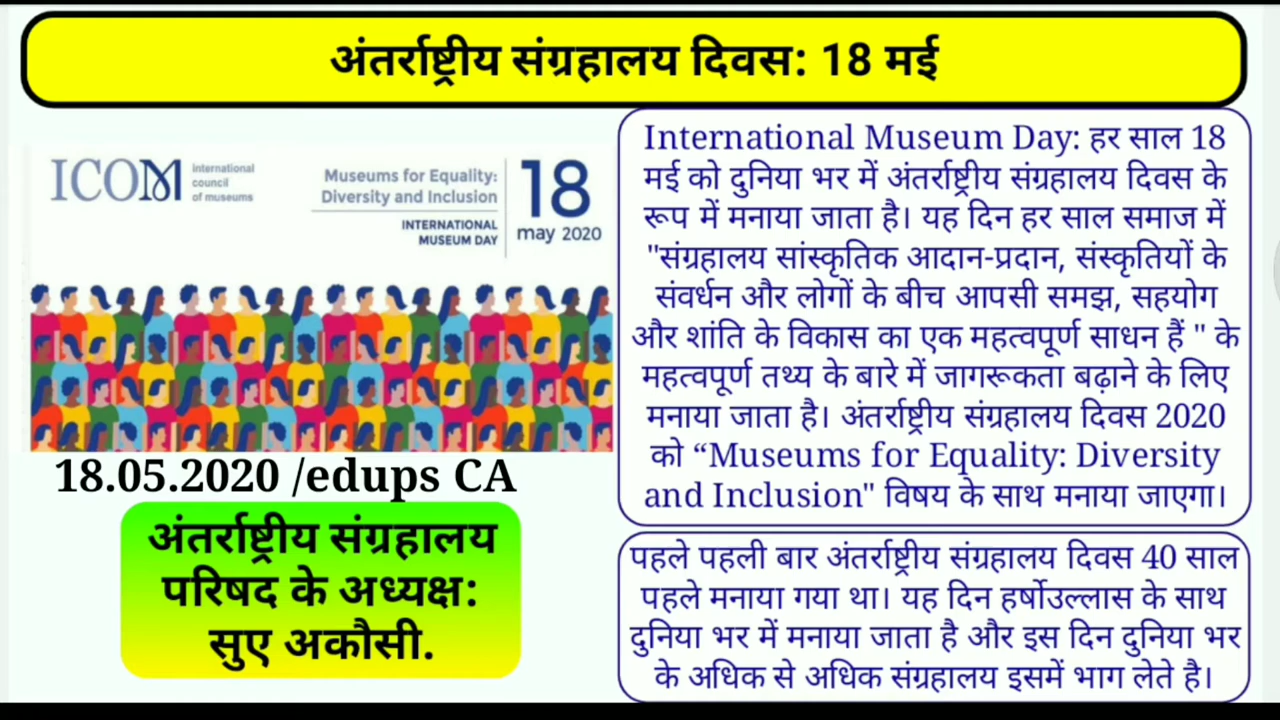 अंतर्राष्ट्रीय संग्रहालय दिवस: 18 मई
ICOM
international
council
of museums
Museums for Equality:
Diversity and Inclusion
INTERNATIONAL
MUSEUM DAY
18
may 2020
18.05.2020 /edups CA
अंतर्राष्ट्रीय संग्रहालय
परिषद के अध्यक्ष:
सुए अकौसी.
International Museum Day: हर साल 18
मई को दुनिया भर में अंतर्राष्ट्रीय संग्रहालय दिवस के
रूप में मनाया जाता है। यह दिन हर साल समाज में
"संग्रहालय सांस्कृतिक आदान-प्रदान, संस्कृतियों के
संवर्धन और लोगों के बीच आपसी समझ, सहयोग
और शांति के विकास का एक महत्वपूर्ण साधन हैं " के
महत्वपूर्ण तथ्य के बारे में जागरूकता बढ़ाने के लिए
मनाया जाता है। अंतर्राष्ट्रीय संग्रहालय दिवस 2020
को “Museums for Equality: Diversity
and Inclusion" विषय के साथ मनाया जाएगा।
पहले पहली बार अंतर्राष्ट्रीय संग्रहालय दिवस 40 साल
पहले मनाया गया था। यह दिन हर्षोउल्लास के साथ
दुनिया भर में मनाया जाता है और इस दिन दुनिया भर
के अधिक से अधिक संग्रहालय इसमें भाग लेते है।